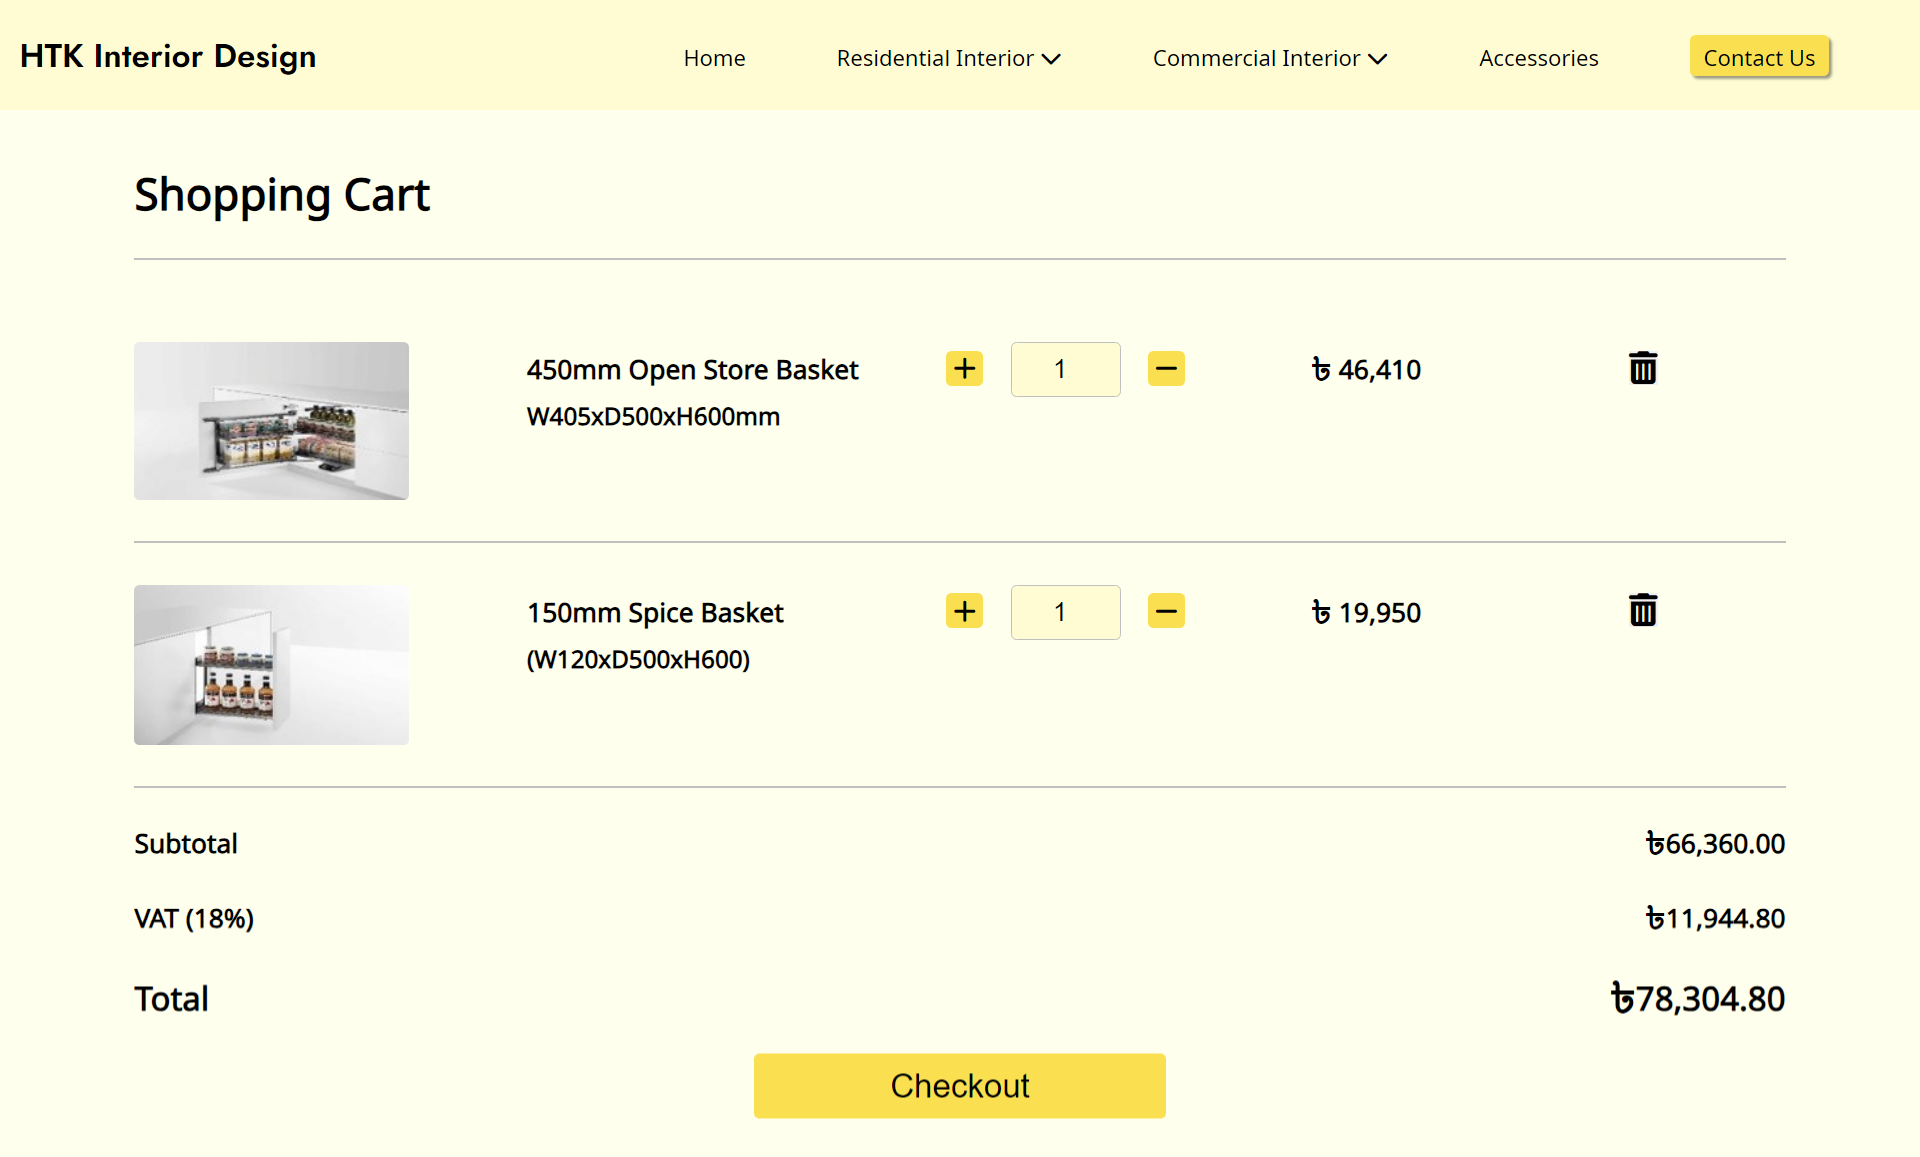 HTK Interior Design
Home Residential Interior Commercial Interior Accessories Contact Us
Shopping Cart
450mm Open Store Basket 1 ৳ 46,410
W405xD500xH600mm
150mm Spice Basket 1 ৳ 19,950
(W120xD500xH600)
Subtotal ৳66,360.00
VAT (18%) ৳11,944.80
Total ৳78,304.80
Checkout